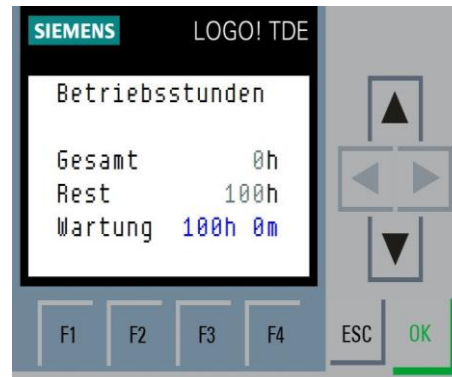 SIEMENS LOGO! TDE
Betriebsstunden
Gesamt 0h
Rest 100h
Wartung 100h 0m
F1 F2 F3 F4 ESC OK